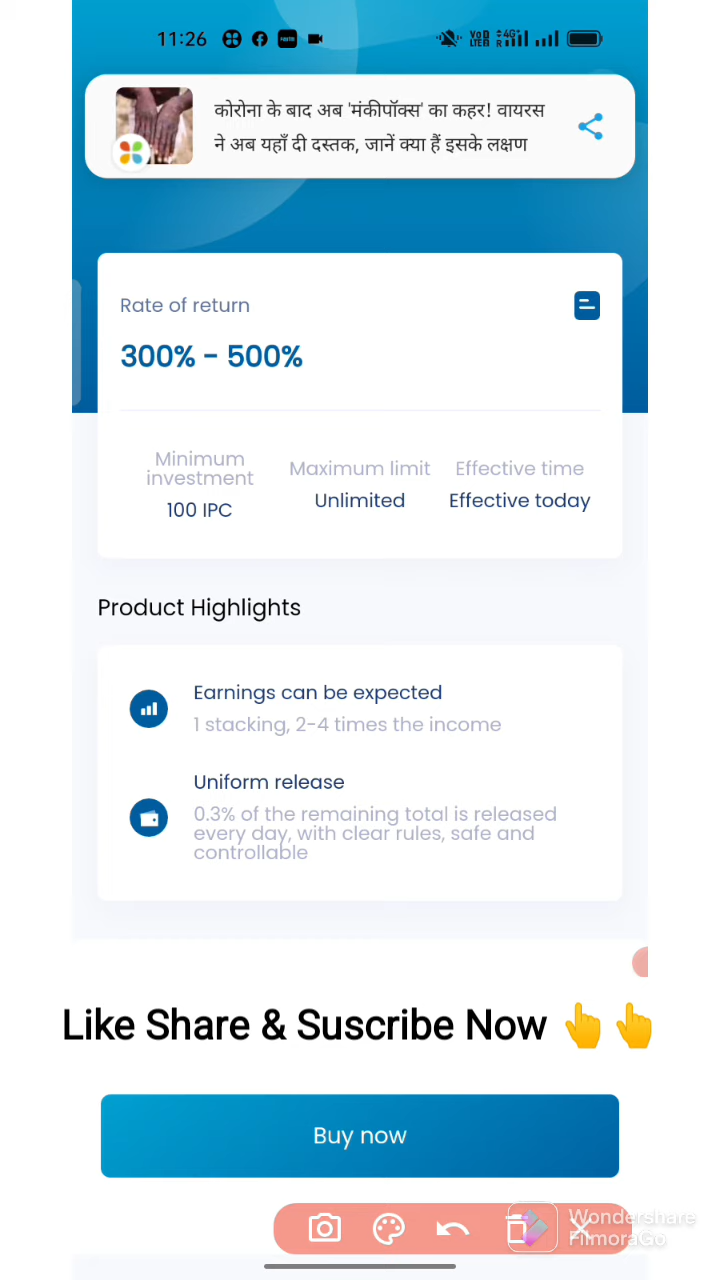 11:26
कोरोना के बाद अब 'मंकीपॉक्स' का कहर! वायरस
ने अब यहाँ दी दस्तक, जानें क्या हैं इसके लक्षण
Rate of return
300% - 500%
Minimum
investment
100 IPC
Maximum limit
Unlimited
Effective time
Effective today
Product Highlights
Earnings can be expected
1 stacking, 2-4 times the income
Uniform release
0.3% of the remaining total is released
every day, with clear rules, safe and
controllable
Like Share & Suscribe Now 👆 👆
Buy now
Wondershare
FilmoraGo